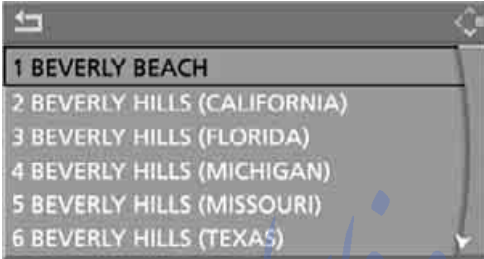 1 BEVERLY BEACH
2 BEVERLY HILLS (CALIFORNIA)
3 BEVERLY HILLS (FLORIDA)
4 BEVERLY HILLS (MICHIGAN)
5 BEVERLY HILLS (MISSOURI)
6 BEVERLY HILLS (TEXAS)